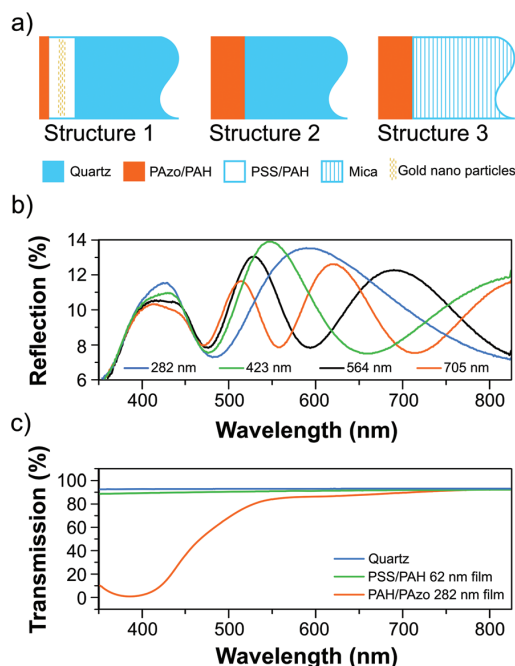 a)
Structure 1 Structure 2 Structure 3
Quartz PAzo/PAH PSS/PAH Mica Gold nano particles
b)
Reflection (%)
14
12
10
8
6
282 nm 423 nm 564 nm 705 nm
400 500 600 700 800
Wavelength (nm)
c)
Transmission (%)
100
80
60
40
20
0
Quartz
PSS/PAH 62 nm film
PAH/PAzo 282 nm film
400 500 600 700 800
Wavelength (nm)